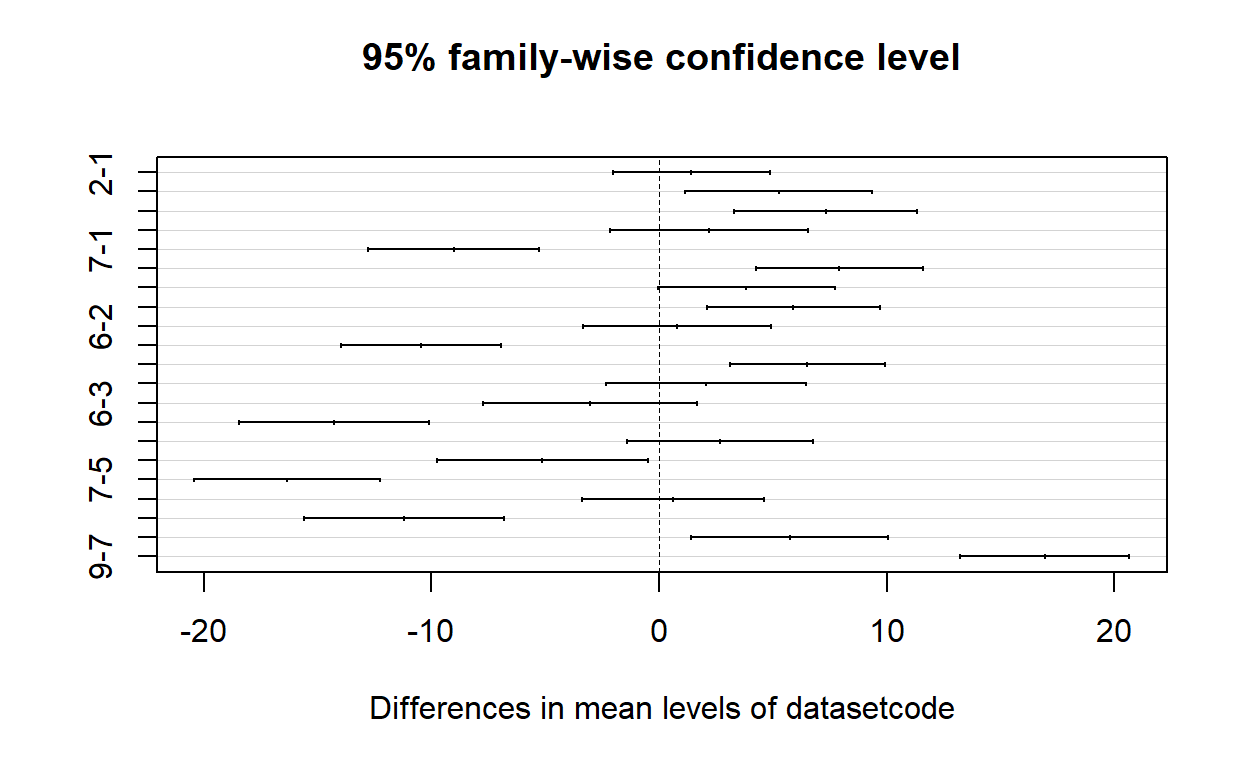 95% family-wise confidence level
2-1
7-1
6-2
6-3
7-5
9-7
-20 -10 0 10 20
Differences in mean levels of datasetcode